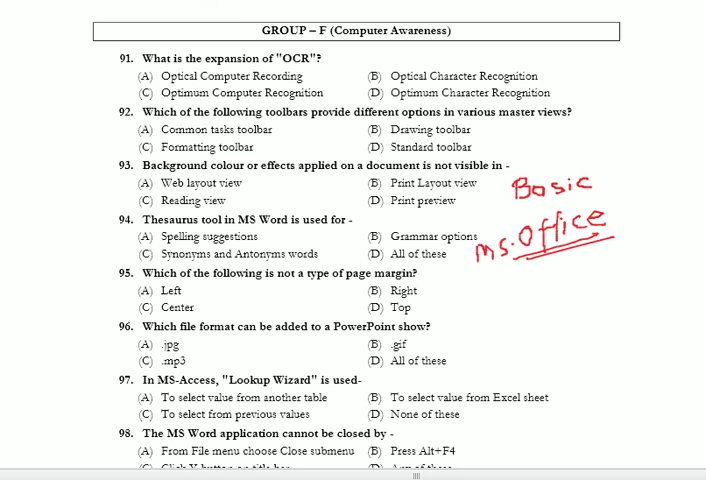 GROUP – F (Computer Awareness)
91. What is the expansion of "OCR"?
(A) Optical Computer Recording (B) Optical Character Recognition
(C) Optimum Computer Recognition (D) Optimum Character Recognition
92. Which of the following toolbars provide different options in various master views?
(A) Common tasks toolbar (B) Drawing toolbar
(C) Formatting toolbar (D) Standard toolbar
93. Background colour or effects applied on a document is not visible in -
(A) Web layout view (B) Print Layout view
(C) Reading view (D) Print preview
Basic
94. Thesaurus tool in MS Word is used for -
(A) Spelling suggestions (B) Grammar options
(C) Synonyms and Antonyms words (D) All of these
MS.Office
95. Which of the following is not a type of page margin?
(A) Left (B) Right
(C) Center (D) Top
96. Which file format can be added to a PowerPoint show?
(A) .jpg (B) .gif
(C) .mp3 (D) All of these
97. In MS-Access, "Lookup Wizard" is used-
(A) To select value from another table (B) To select value from Excel sheet
(C) To select from previous values (D) None of these
98. The MS Word application cannot be closed by -
(A) From File menu choose Close submenu (B) Press Alt+F4